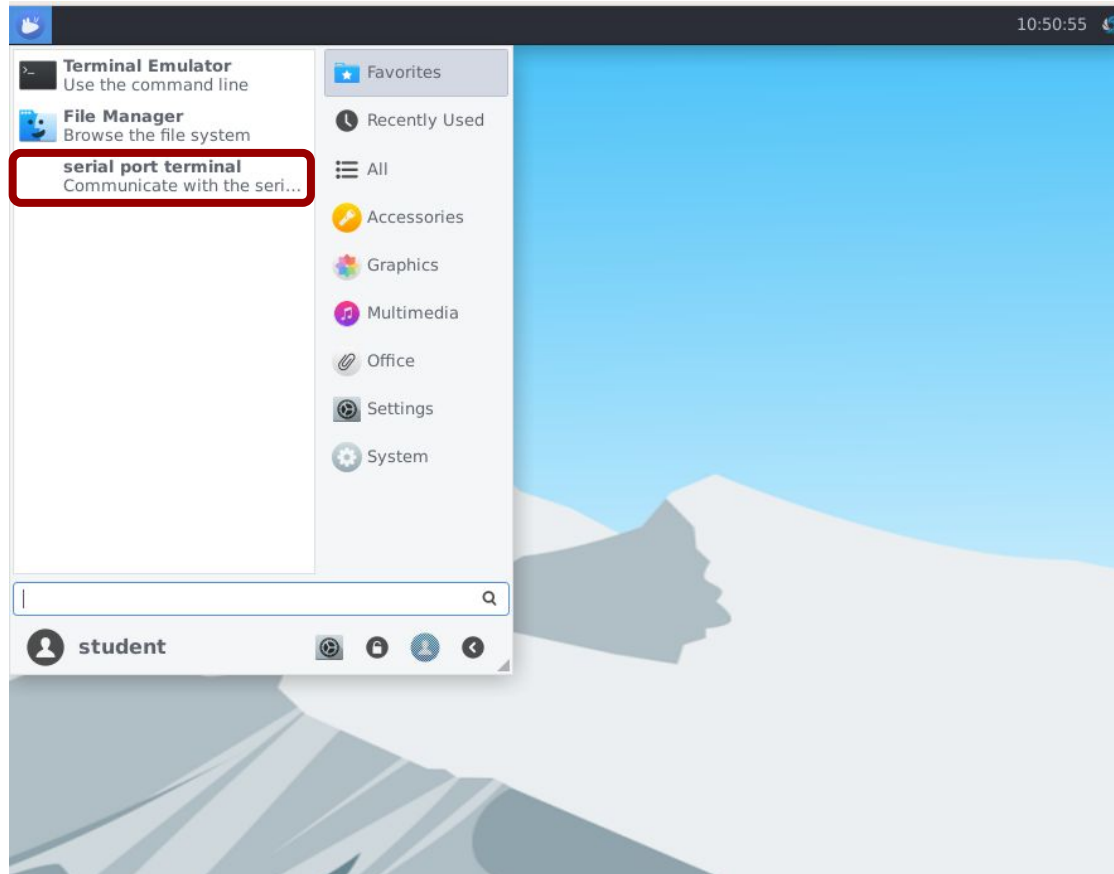 10:50:55
Terminal Emulator
Use the command line
File Manager
Browse the file system
serial port terminal
Communicate with the seri...
Favorites
Recently Used
All
Accessories
Graphics
Multimedia
Office
Settings
System
student